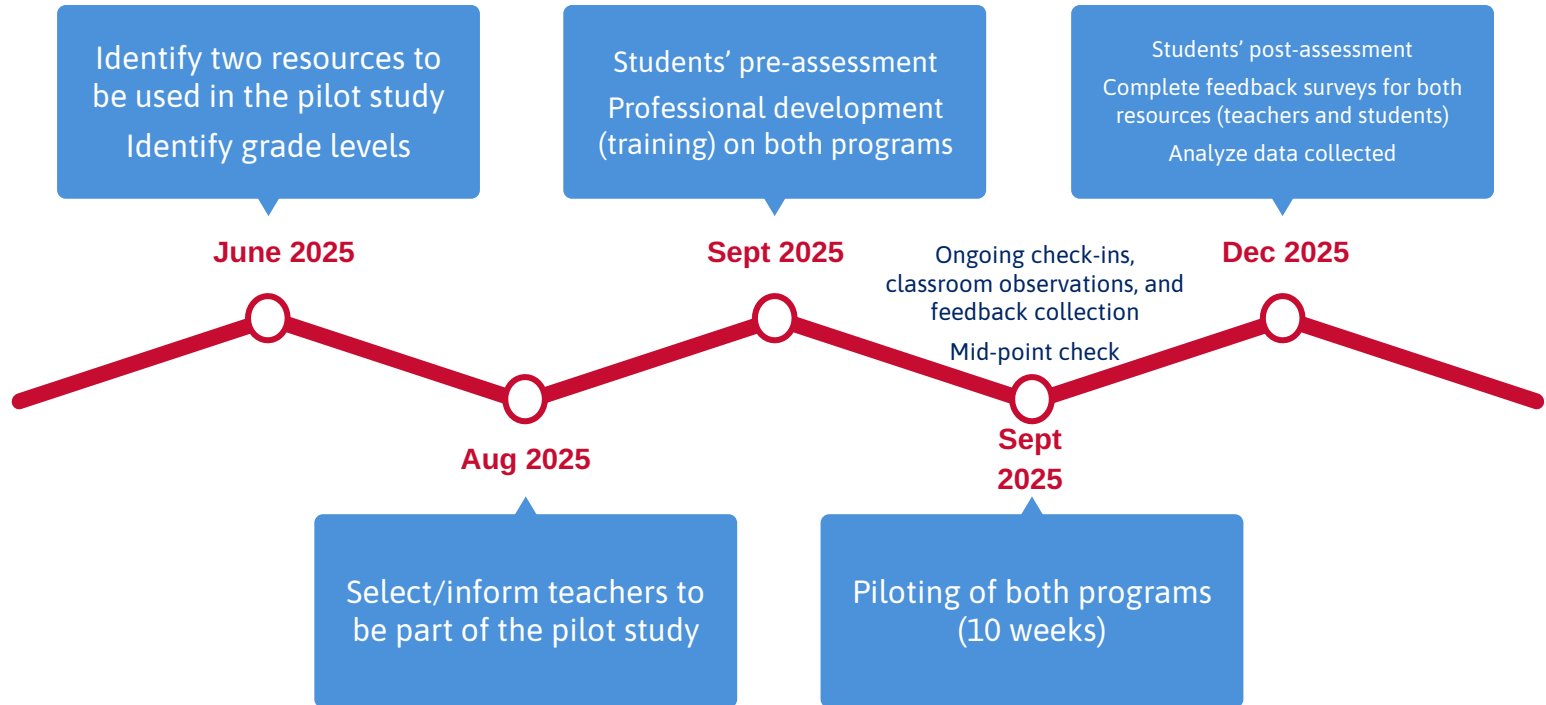 Identify two resources to
be used in the pilot study
Identify grade levels
June 2025
Aug 2025
Select/inform teachers to
be part of the pilot study
Students’ pre-assessment
Professional development
(training) on both programs
Sept 2025
Ongoing check-ins,
classroom observations, and
feedback collection
Mid-point check
Sept
2025
Piloting of both programs
(10 weeks)
Students’ post-assessment
Complete feedback surveys for both
resources (teachers and students)
Analyze data collected
Dec 2025